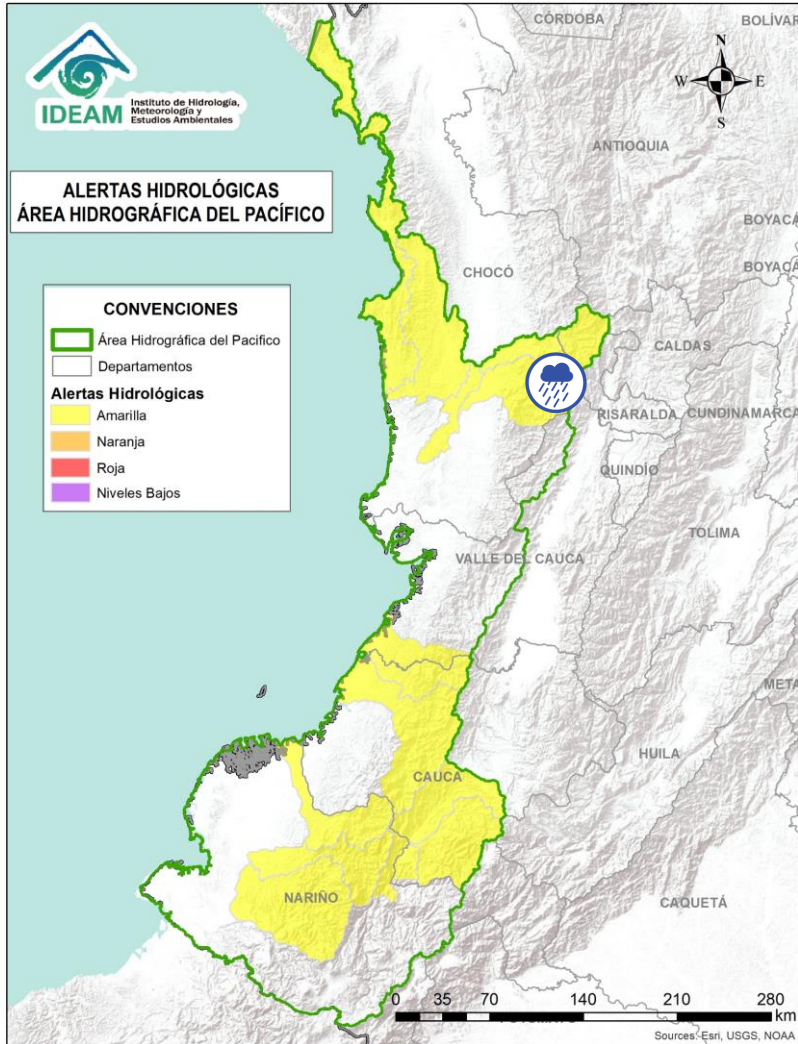 IDEAM
Instituto de Hidrología,
Meteorología y
Estudios Ambientales
ALERTAS HIDROLÓGICAS
ÁREA HIDROGRÁFICA DEL PACÍFICO
CONVENCIONES
Área Hidrográfica del Pacífico
Departamentos
Alertas Hidrológicas
Amarilla
Naranja
Roja
Niveles Bajos
N
W E
S
CÓRDOBA
BOLÍVAR
ANTIOQUIA
BOYACÁ
CHOCÓ
BOYACÁ
CALDAS
RISARALDA
CUNDINAMARCA
QUINDÍO
TOLIMA
VALLE DEL CAUCA
META
HUILA
CAUCA
NARIÑO
CAQUETÁ
0 35 70 140 210 280
km
Sources: Esri, USGS, NOAA